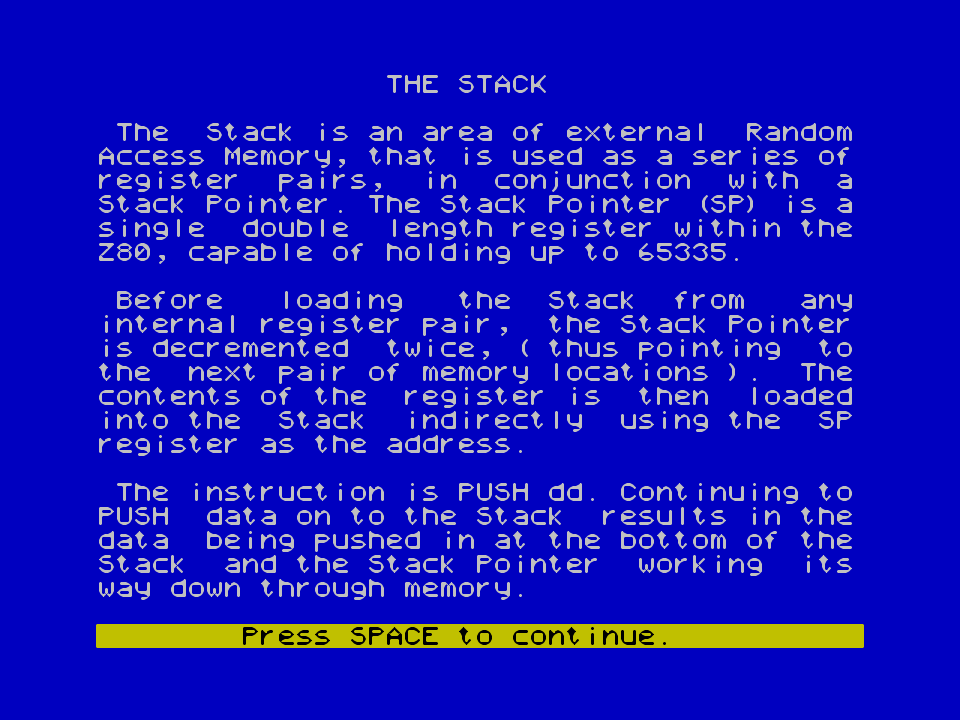 THE STACK
The Stack is an area of external Random
Access Memory, that is used as a series of
register pairs, in conjunction with a
Stack Pointer. The Stack Pointer (SP) is a
single double length register within the
Z80, capable of holding up to 65335.
Before loading the Stack from any
internal register pair, the Stack Pointer
is decremented twice, ( thus pointing to
the next pair of memory locations ). The
contents of the register is then loaded
into the Stack indirectly using the SP
register as the address.
The instruction is PUSH dd. Continuing to
PUSH data on to the Stack results in the
data being pushed in at the bottom of the
Stack and the Stack Pointer working its
way down through memory.
Press SPACE to continue.